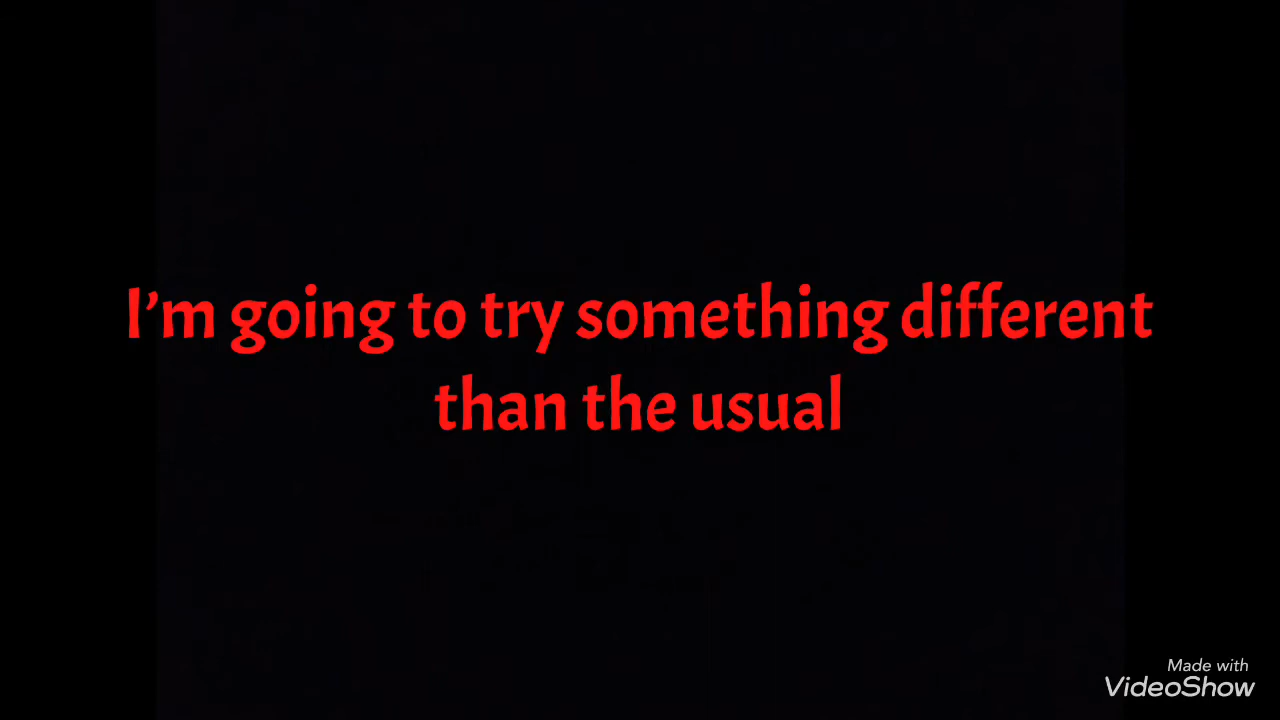 I'm going to try something different
than the usual
Made with
VideoShow